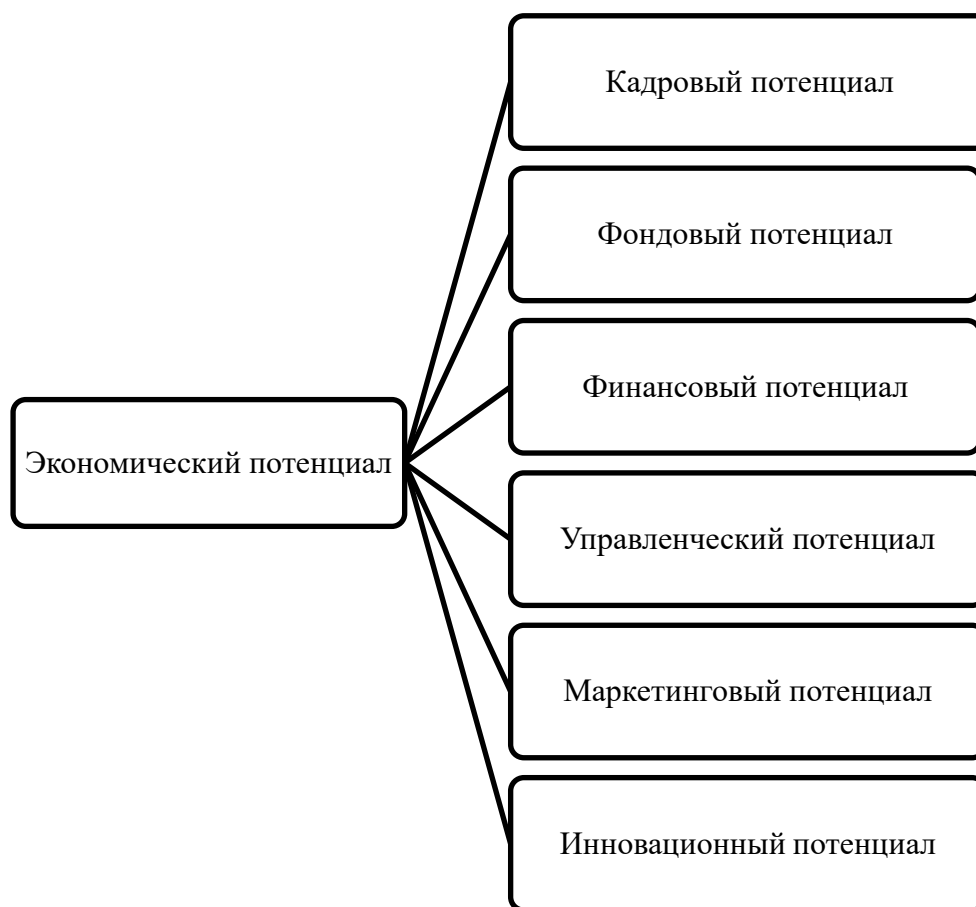 Кадровый потенциал
Фондовый потенциал
Финансовый потенциал
Экономический потенциал
Управленческий потенциал
Маркетинговый потенциал
Инновационный потенциал